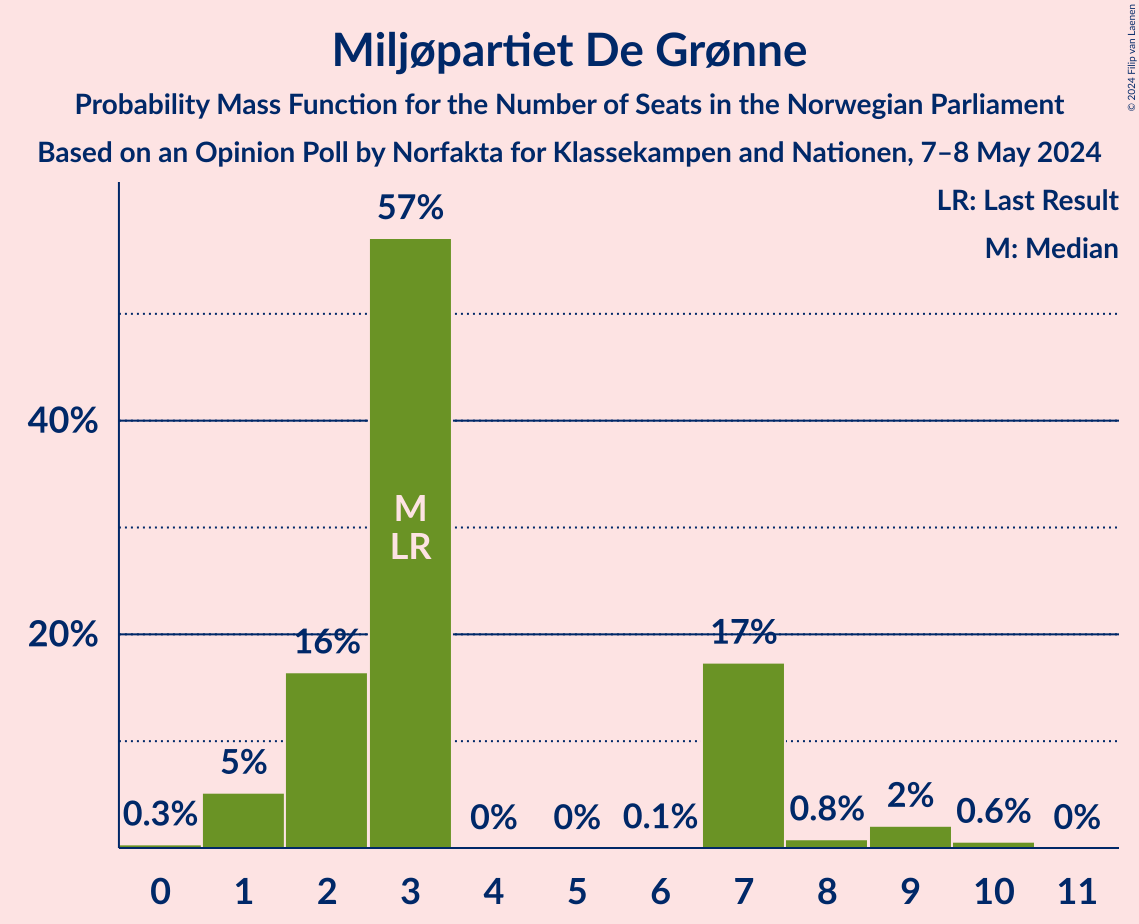 Miljøpartiet De Grønne
Probability Mass Function for the Number of Seats in the Norwegian Parliament
Based on an Opinion Poll by Norfakta for Klassekampen and Nationen, 7–8 May 2024
© 2024 Filip van Laenen
LR: Last Result
M: Median
57%
40%
M
LR
20%
16%
17%
5%
0.3%
0%
0%
0.1%
0.8%
2%
0.6%
0%
0 1 2 3 4 5 6 7 8 9 10 11